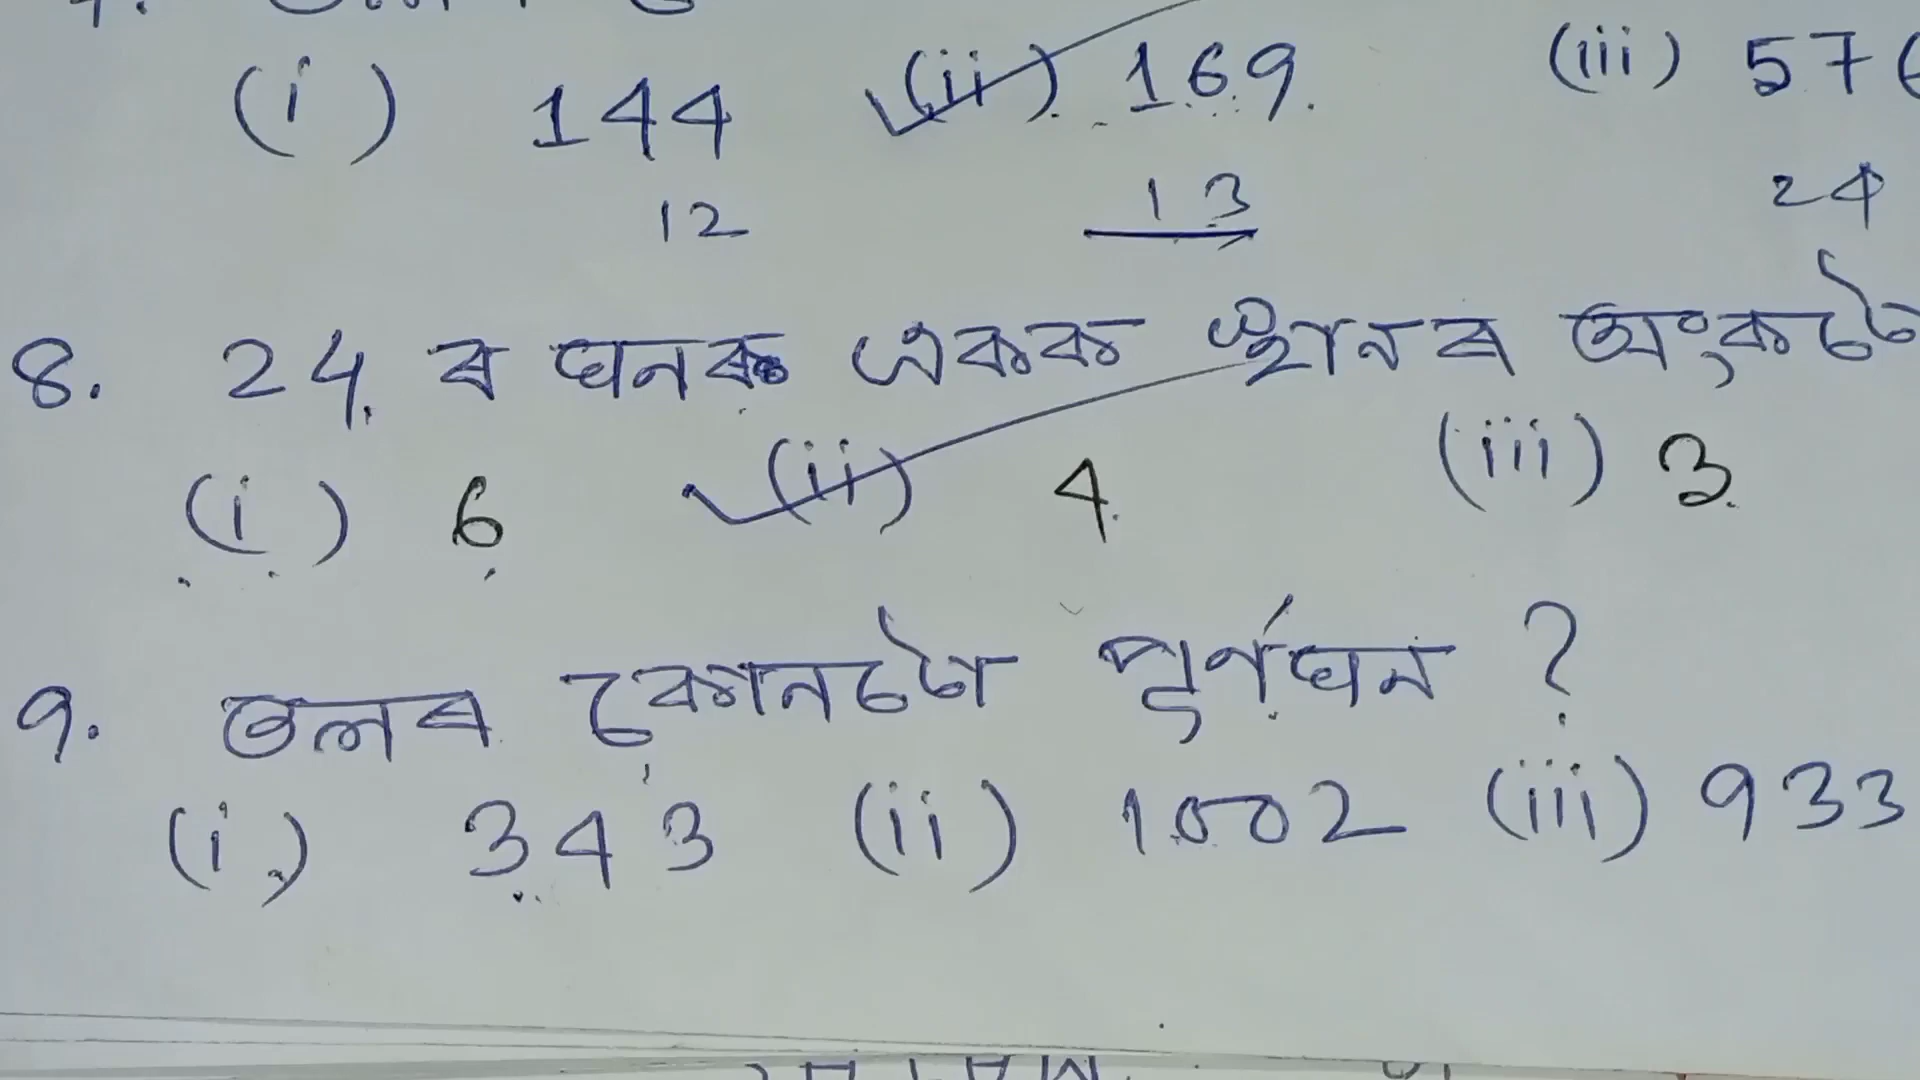 (i) 144 (ii) 169. (iii) 576
12 13 24
8. 24 ৰ ঘনৰ একক স্থানৰ অংকটো
(i) 6 (ii) 4. (iii) 3.
9. তলৰ কোনটো পূৰ্ণঘন ?
(i) 343 (ii) 1002 (iii) 933